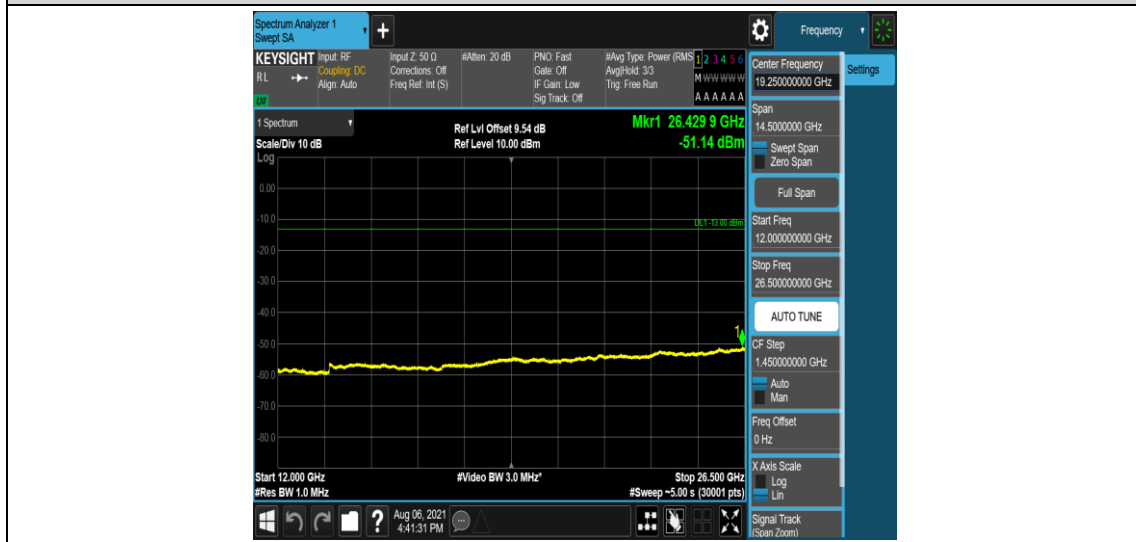 Spectrum Analyzer 1
Swept SA
+
Frequency
KEYSIGHT
RL
LXI
Input: RF
Coupling: DC
Align: Auto
Input Z: 50 Ω
Corrections: Off
Freq Ref: Int (S)
#Atten: 20 dB
PNO: Fast
Gate: Off
IF Gain: Low
Sig Track: Off
#Avg Type: Power (RMS
Avg|Hold: 3/3
Trig: Free Run
1 2 3 4 5 6
M W W W W W
A A A A A A
1 Spectrum
Scale/Div 10 dB
Log
Ref Lvl Offset 9.54 dB
Ref Level 10.00 dBm
Mkr1 26.429 9 GHz
-51.14 dBm
0.00
-10.0
DL1 -13.00 dBm
-20.0
-30.0
-40.0
1
-50.0
-60.0
-70.0
-80.0
Start 12.000 GHz
#Res BW 1.0 MHz
#Video BW 3.0 MHz*
Stop 26.500 GHz
#Sweep ~5.00 s (30001 pts)
Center Frequency
19.250000000 GHz
Settings
Span
14.5000000 GHz
Swept Span
Zero Span
Full Span
Start Freq
12.000000000 GHz
Stop Freq
26.500000000 GHz
AUTO TUNE
CF Step
1.450000000 GHz
Auto
Man
Freq Offset
0 Hz
X Axis Scale
Log
Lin
Signal Track
(Span Zoom)
?
Aug 06, 2021
4:41:31 PM